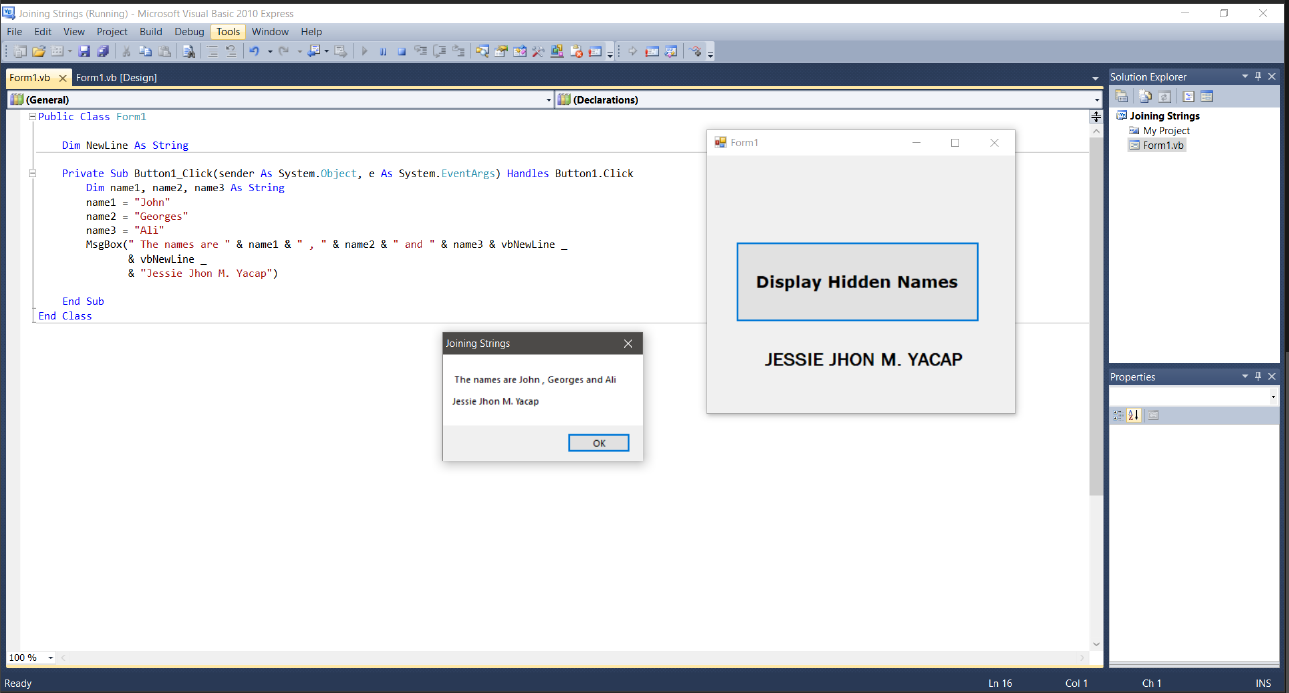 Joining Strings (Running) - Microsoft Visual Basic 2010 Express
File Edit View Project Build Debug Tools Window Help
Form1.vb Form1.vb [Design]
(General) (Declarations)
Public Class Form1
Dim NewLine As String
Private Sub Button1_Click(sender As System.Object, e As System.EventArgs) Handles Button1.Click
Dim name1, name2, name3 As String
name1 = "John"
name2 = "Georges"
name3 = "Ali"
MsgBox(" The names are " & name1 & " , " & name2 & " and " & name3 & vbNewLine _
& vbNewLine _
& "Jessie Jhon M. Yacap")
End Sub
End Class
Joining Strings
The names are John , Georges and Ali
Jessie Jhon M. Yacap
OK
Form1
Display Hidden Names
JESSIE JHON M. YACAP
Solution Explorer
Joining Strings
My Project
Form1.vb
Properties
100 %
Ready Ln 16 Col 1 Ch 1 INS